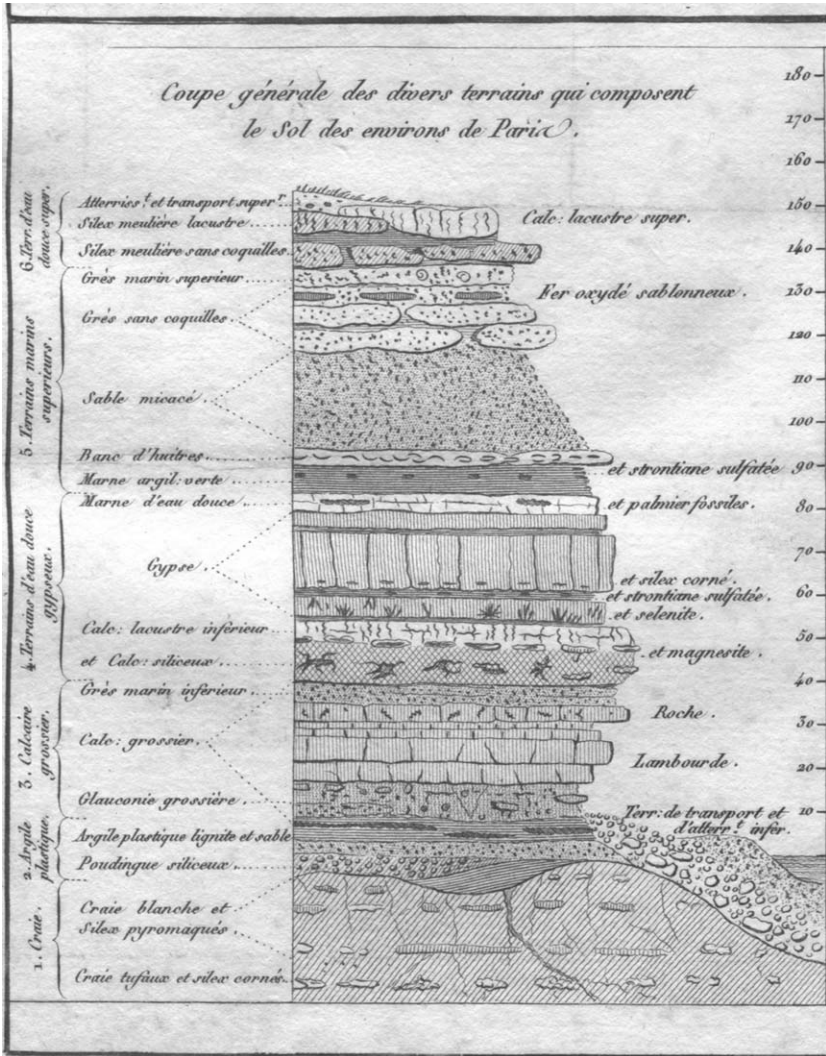 Coupe générale des divers terrains qui composent
le Sol des environs de Paris.
180
170
160
150
140
130
120
110
100
90
80
70
60
50
40
30
20
10
6. Terr. d'eau
douce super.
Atterriss.t et transport super.r
Silex meulière lacustre
Silex meulière sans coquilles
Calc: lacustre super.
5. Terrains marins
superieurs.
Grès marin superieur
Grès sans coquilles
Sable micacé
Banc d'huitres
Marne argil: verte
Fer oxydé sablonneux.
et strontiane sulfatée
4. Terrains d'eau douce
gypseux.
Marne d'eau douce
Gypse
Calc: lacustre inférieur
et Calc: siliceux
et palmier fossiles.
et silex corné.
et strontiane sulfatée.
et selenite.
et magnesite.
3. Calcaire
grossier.
Grès marin inférieur
Calc: grossier
Glauconie grossière
Roche.
Lambourde.
2. Argile
plastique.
Argile plastique lignite et sable
Poudingue siliceux
Terr: de transport et
d'atterr.t infér.
1. Craie.
Craie blanche et
Silex pyromaqués
Craie tufaux et silex cornés